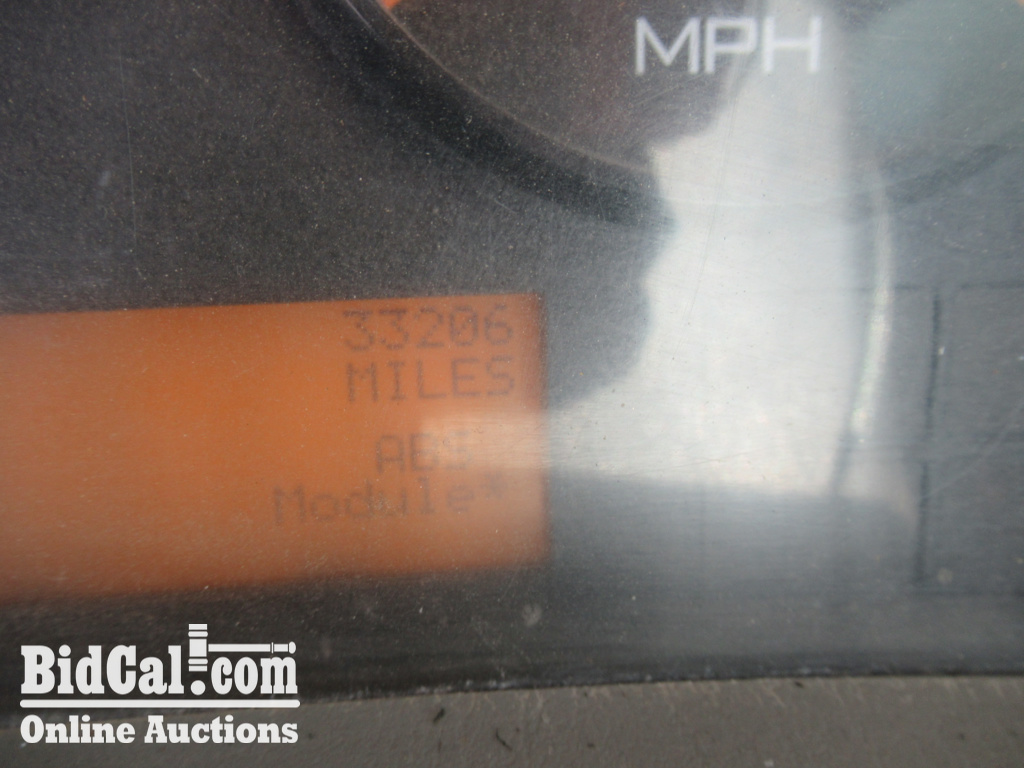 MPH
33206
MILES
ABS
Module*
BidCal.com
Online Auctions